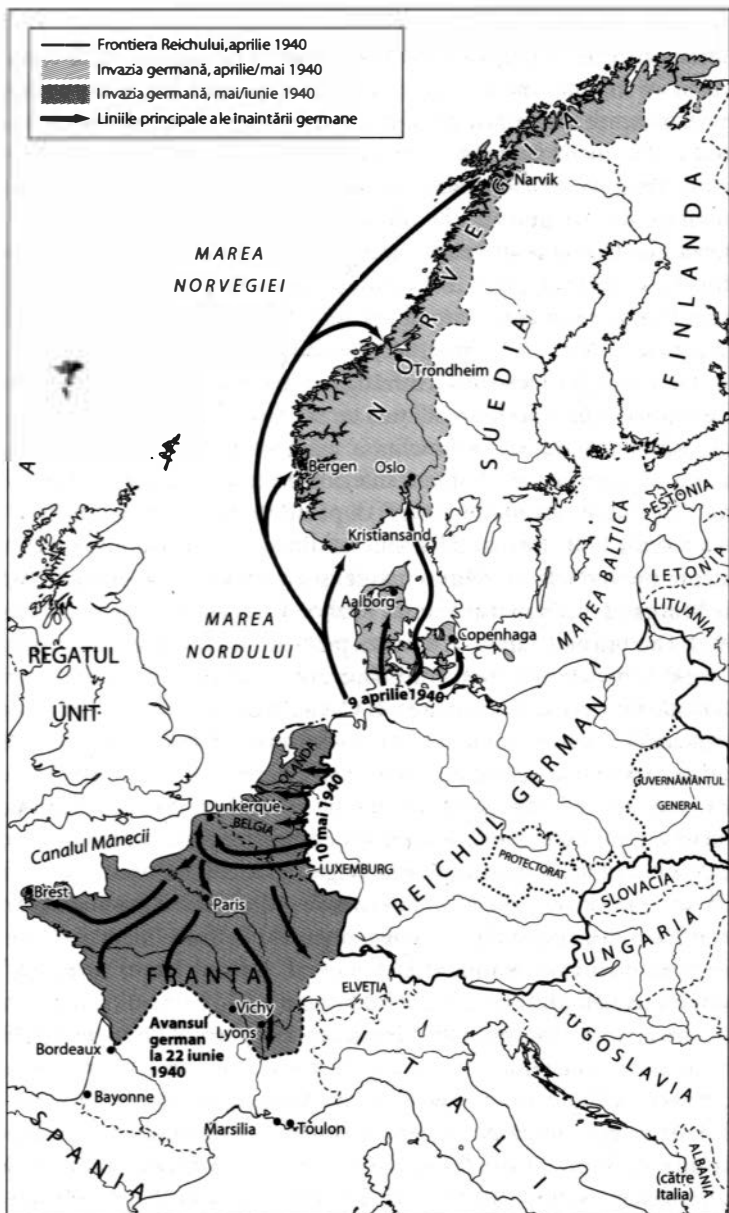 Frontiera Reichului, aprilie 1940
Invazia germană, aprilie/mai 1940
Invazia germană, mai/iunie 1940
Liniile principale ale înaintării germane
NORVEGIA
Narvik
MAREA
NORVEGIEI
FINLANDA
SUEDIA
Trondheim
A
Bergen
Oslo
ESTONIA
Kristiansand
LETONIA
MAREA BALTICA
LITUANIA
Aalborg
A
C
MAREA
NORDULUI
Copenhaga
REGATUL
UNIT
9 aprilie 1940
OLANDA
REICHUL GERMAN
GUVERNĂMÂNTUL
GENERAL
Dunkerque
BELGIA
10 mai 1940
Canalul Mânecii
LUXEMBURG
PROTECTORAT
Brest
Paris
SLOVACIA
UNGARIA
FRANȚA
ELVEȚIA
Vichy
Lyons
Avansul
german
la 22 iunie
1940
IUGOSLAVIA
Bordeaux
Bayonne
ITALI
SPANIA
Marsilia
Toulon
ALBANIA
(către
Italia)